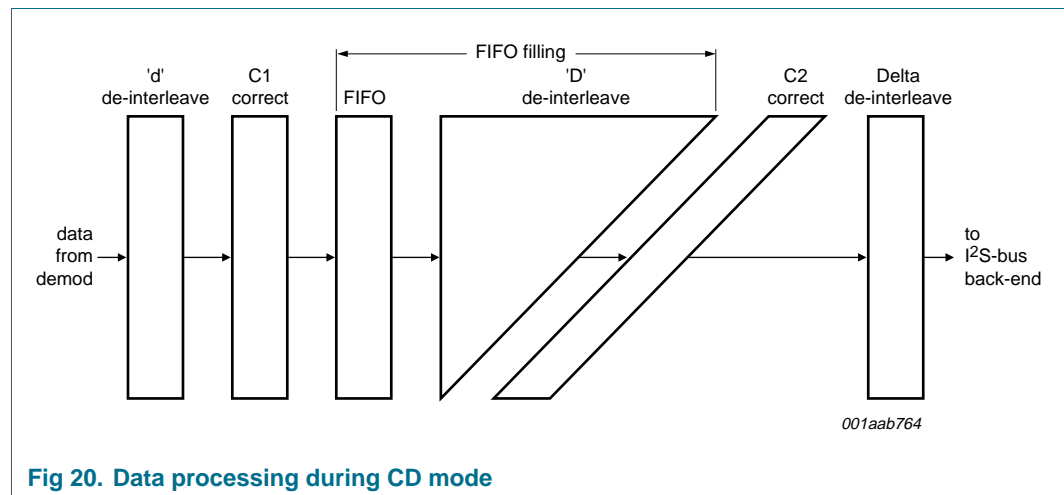 FIFO filling
'd'
de-interleave
C1
correct
FIFO
'D'
de-interleave
C2
correct
Delta
de-interleave
data
from
demod
to
I2S-bus
back-end
001aab764
Fig 20. Data processing during CD mode